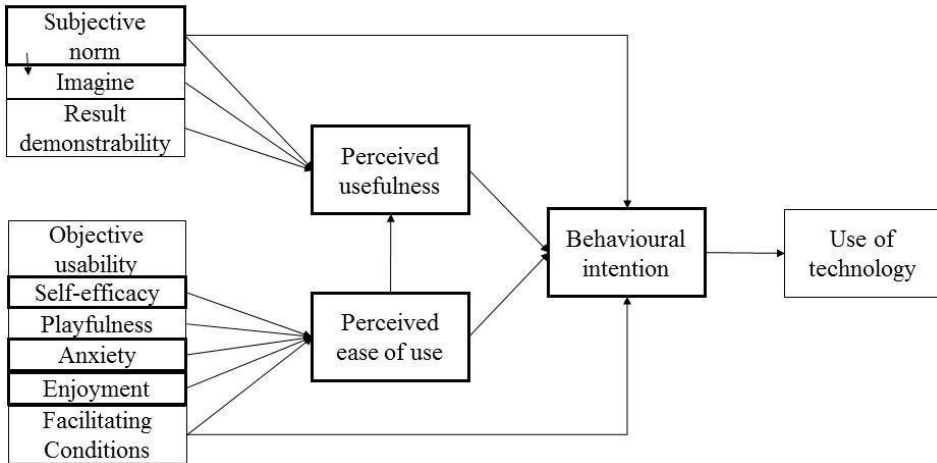 Subjective
norm
Imagine
Result
demonstrability
Perceived
usefulness
Objective
usability
Self-efficacy
Playfulness
Anxiety
Enjoyment
Facilitating
Conditions
Perceived
ease of use
Behavioural
intention
Use of
technology